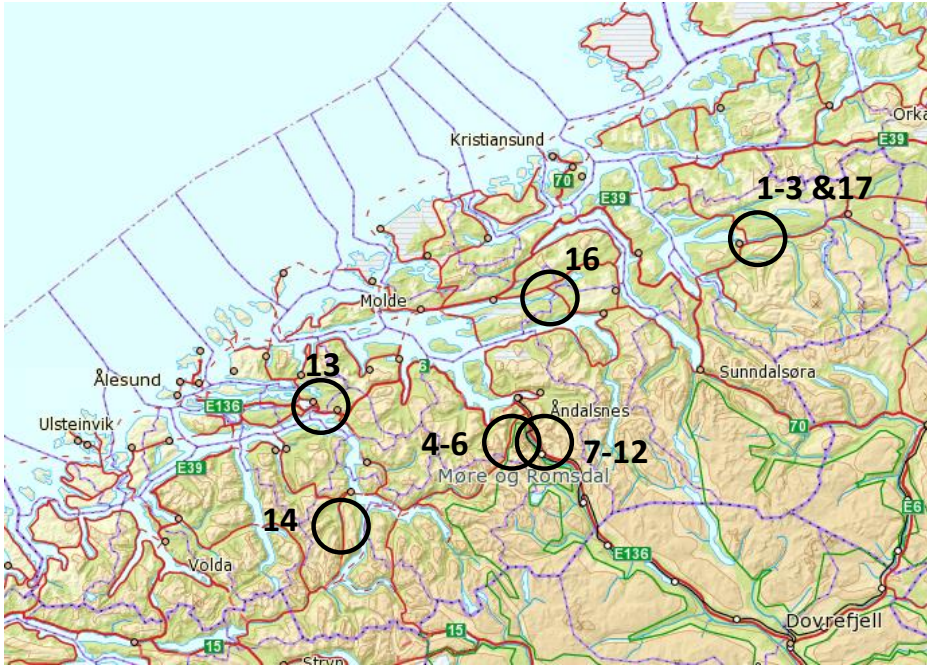 Orka
Kristiansund
E39
70
1-3 &17
E39
16
Molde
13
6
Sunndalsøra
Ålesund
E136
Åndalsnes
Ulsteinvik
70
4-6
7-12
E39
Møre og Romsdal
E6
14
E136
Volda
Dovrefjell
15
15
Stryn